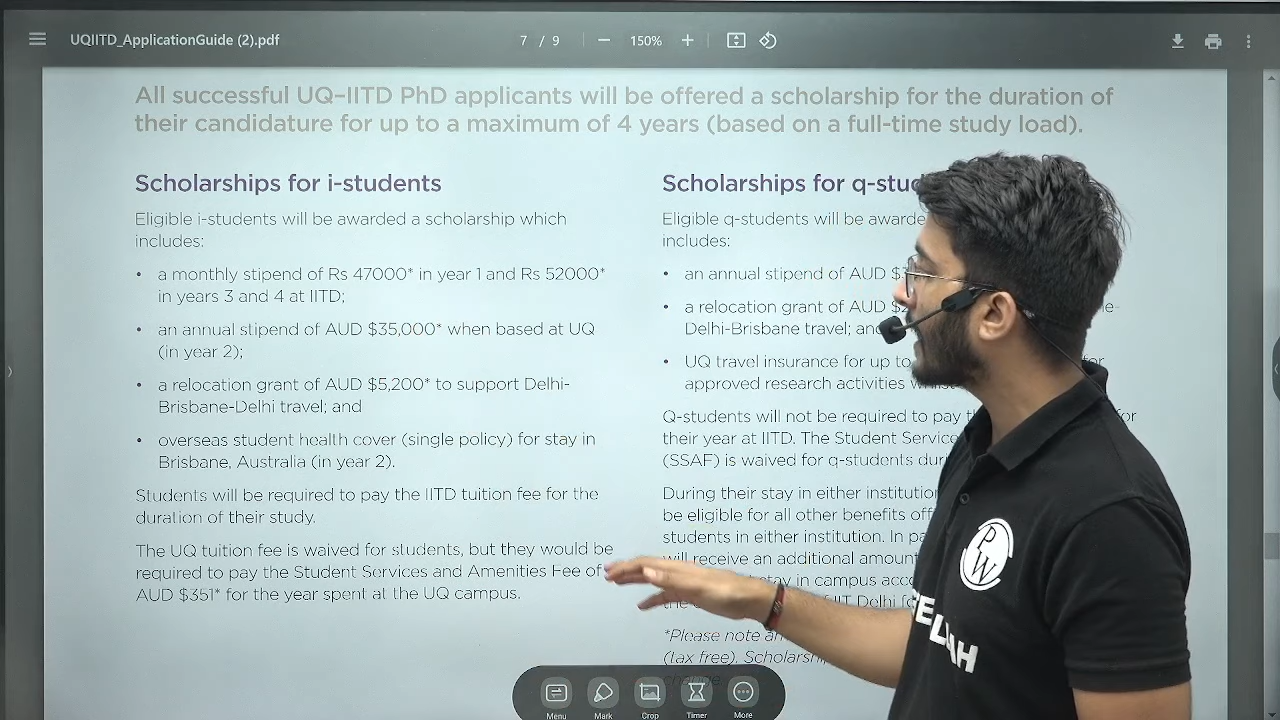 UQIITD_ApplicationGuide (2).pdf
7 / 9
150%
All successful UQ–IITD PhD applicants will be offered a scholarship for the duration of
their candidature for up to a maximum of 4 years (based on a full-time study load).
Scholarships for i-students
Eligible i-students will be awarded a scholarship which
includes:
• a monthly stipend of Rs 47000* in year 1 and Rs 52000*
in years 3 and 4 at IITD;
• an annual stipend of AUD $35,000* when based at UQ
(in year 2);
• a relocation grant of AUD $5,200* to support Delhi-
Brisbane-Delhi travel; and
• overseas student health cover (single policy) for stay in
Brisbane, Australia (in year 2).
Students will be required to pay the IITD tuition fee for the
duration of their study.
The UQ tuition fee is waived for students, but they would be
required to pay the Student Services and Amenities Fee of
AUD $351* for the year spent at the UQ campus.
Scholarships for
Eligible q-students will be
includes:
• an annual stipend of AUD
• a relocation grant of AUD
Delhi-Brisbane travel;
• UQ travel insurance for up to for
approved research activities
Q-students will not be required to pay for
their year at IITD. The Student
(SSAF) is waived for q-students
During their stay in either
be eligible for all other benefits
students in either institution. In
will receive an additional amount
stay in campus
IIT Delhi
*Please note
(tax free).
PW
Menu
Mark
Crop
Timer
More